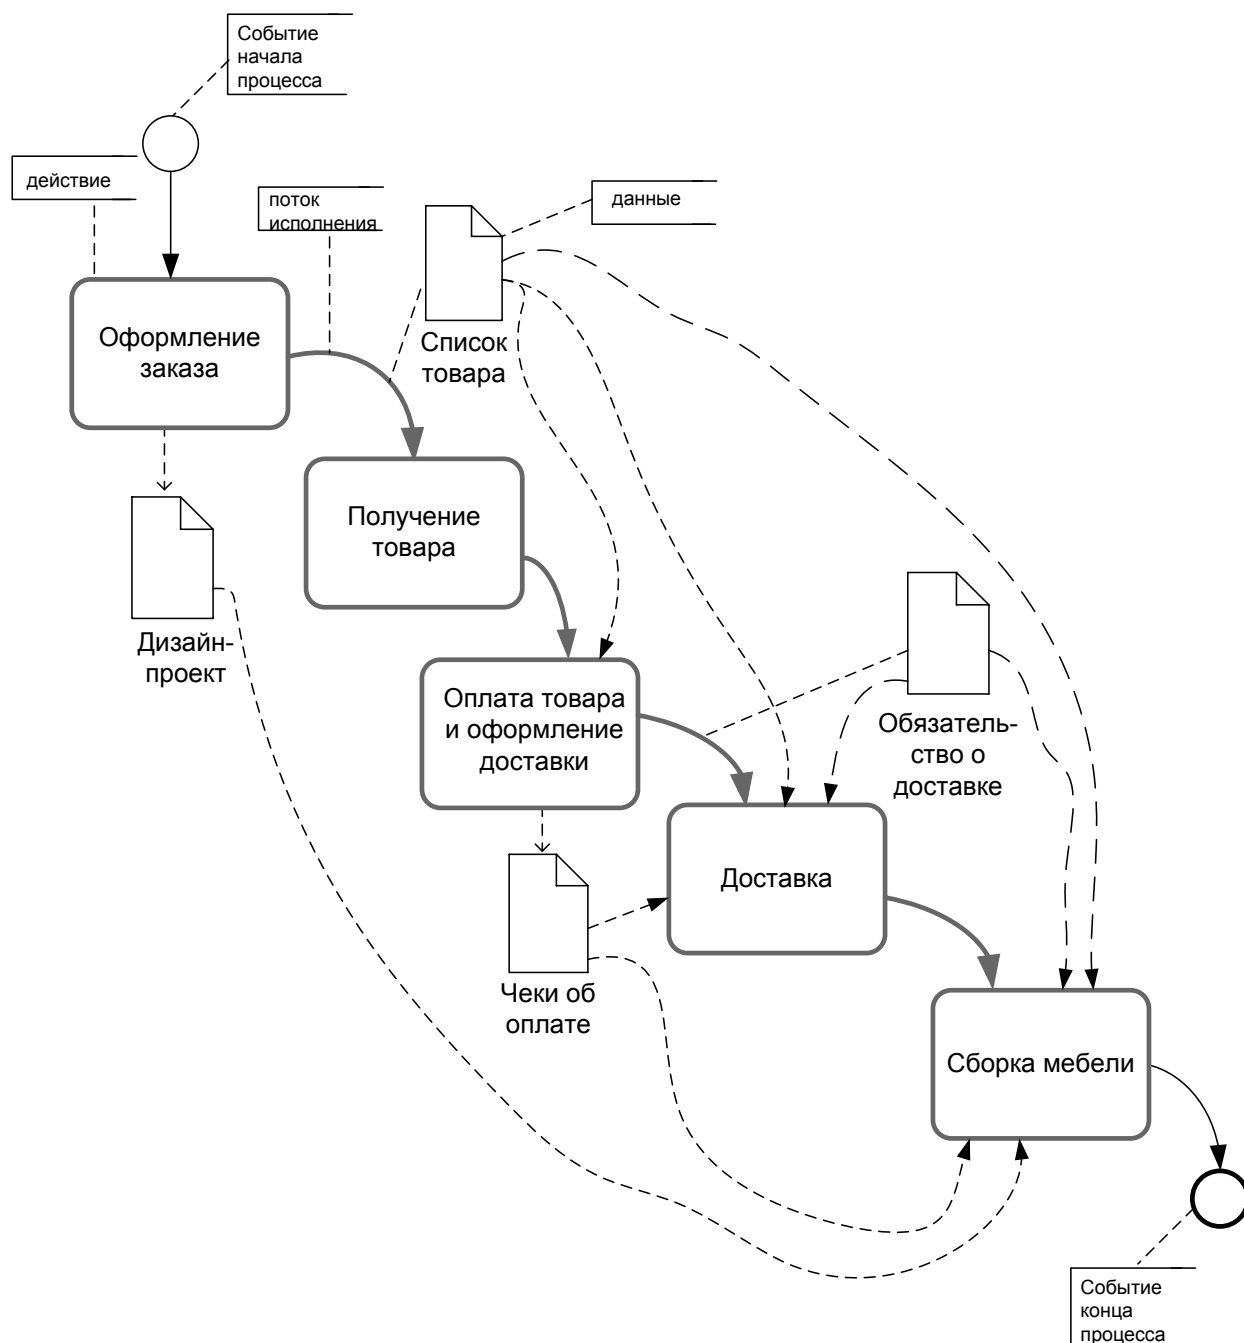 Событие
начала
процесса
действие
поток
исполнения
данные
Оформление
заказа
Список
товара
Получение
товара
Дизайн-
проект
Оплата товара
и оформление
доставки
Обязатель-
ство о
доставке
Доставка
Чеки об
оплате
Сборка мебели
Событие
конца
процесса